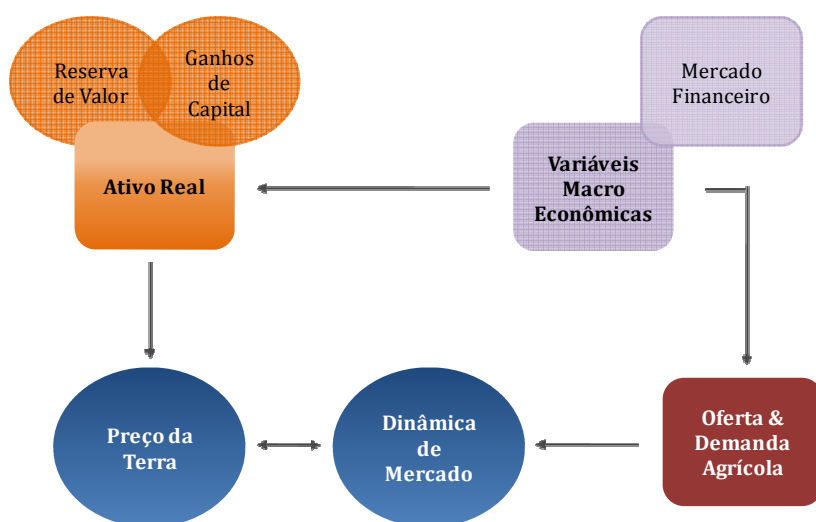 Reserva
de Valor
Ganhos
de
Capital
Mercado
Financeiro
Ativo Real
Variáveis
Macro
Econômicas
Preço da
Terra
Dinâmica
de
Mercado
Oferta &
Demanda
Agrícola